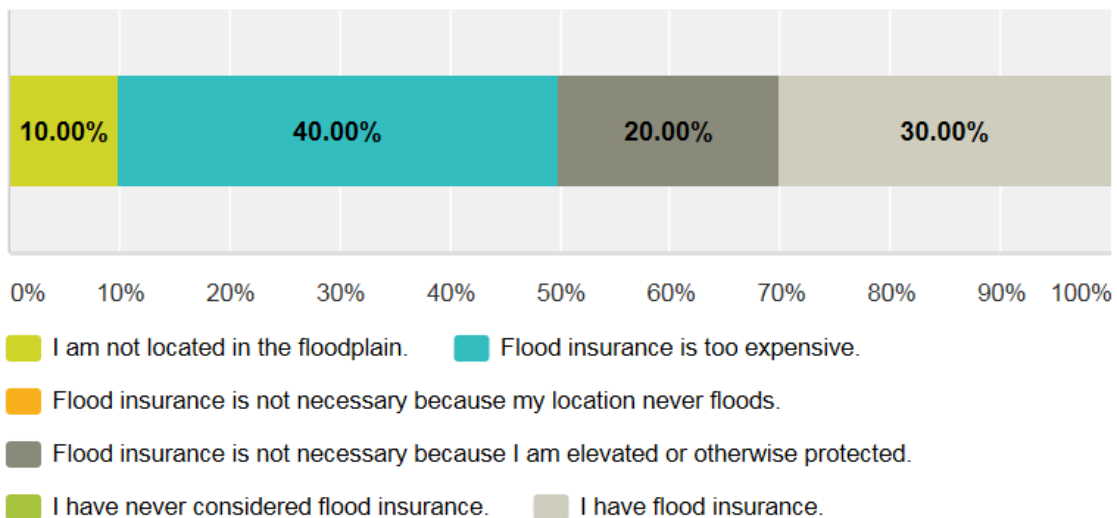 10.00% 40.00% 20.00% 30.00%
0% 10% 20% 30% 40% 50% 60% 70% 80% 90% 100%
I am not located in the floodplain. Flood insurance is too expensive.
Flood insurance is not necessary because my location never floods.
Flood insurance is not necessary because I am elevated or otherwise protected.
I have never considered flood insurance. I have flood insurance.